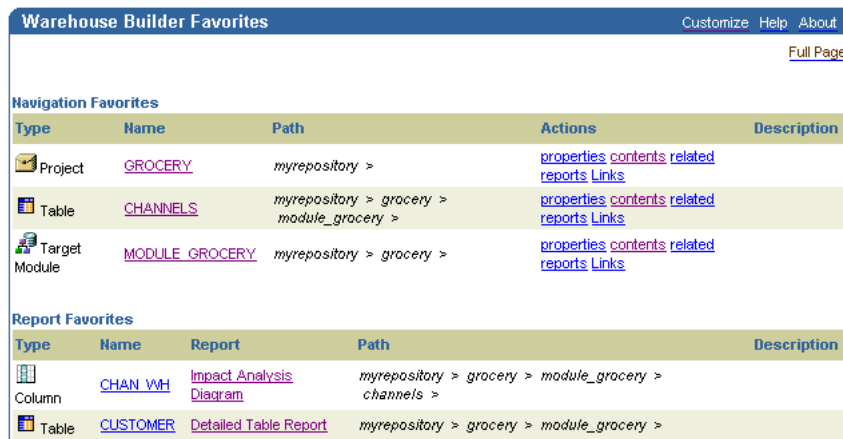 Warehouse Builder Favorites Customize Help About
Full Page
Navigation Favorites
Type Name Path Actions Description
Project GROCERY myrepository > properties contents related
reports Links
Table CHANNELS myrepository > grocery > properties contents related
module_grocery > reports Links
Target MODULE_GROCERY myrepository > grocery > properties contents related
Module reports Links
Report Favorites
Type Name Report Path Description
Column CHAN_WH Impact Analysis myrepository > grocery > module_grocery >
Diagram channels >
Table CUSTOMER Detailed Table Report myrepository > grocery > module_grocery >